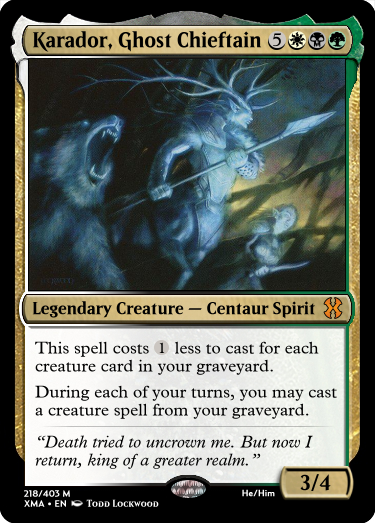 Karador, Ghost Chieftain 5
Legendary Creature — Centaur Spirit
This spell costs 1 less to cast for each
creature card in your graveyard.
During each of your turns, you may cast
a creature spell from your graveyard.
“Death tried to uncrown me. But now I
return, king of a greater realm.”
3/4
218/403 M
XMA • EN Todd Lockwood
He/Him